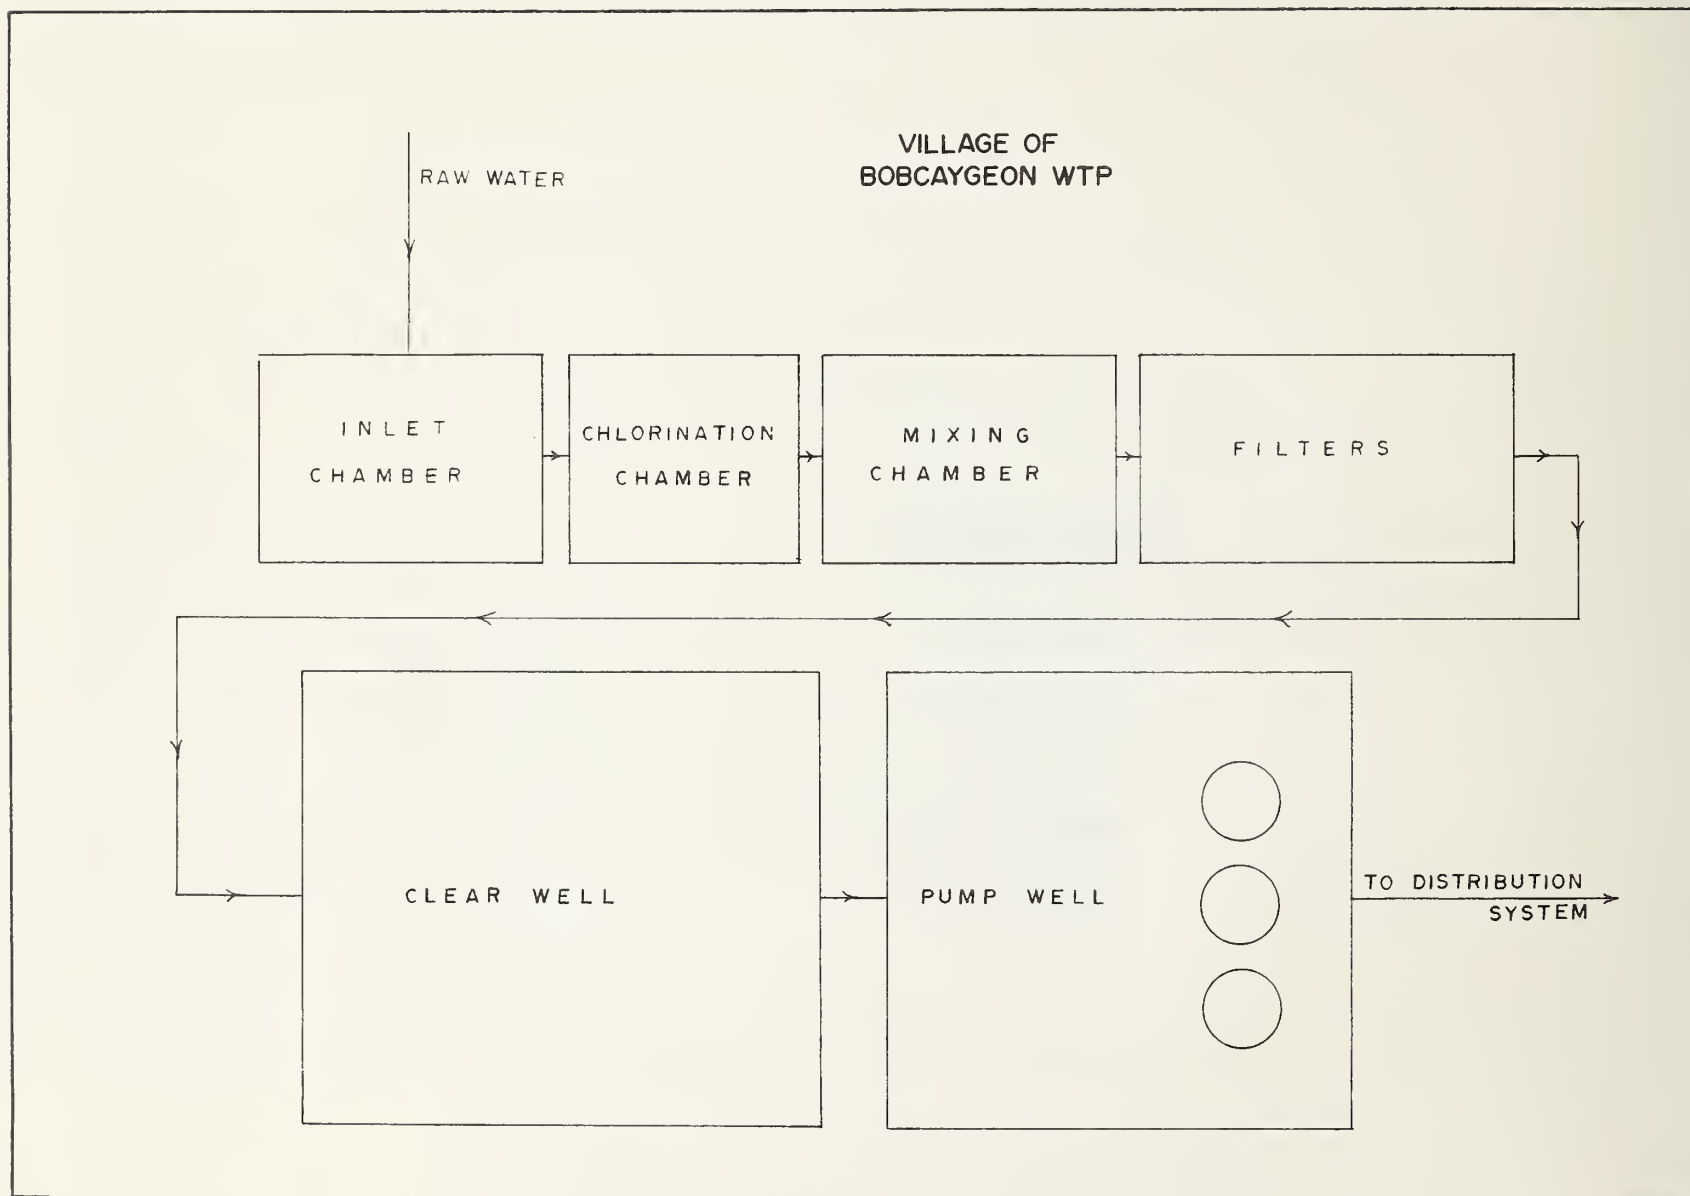 VILLAGE OF
BOBCAYGEON WTP
RAW WATER
INLET
CHAMBER
CHLORINATION
CHAMBER
MIXING
CHAMBER
FILTERS
CLEAR WELL
PUMP WELL
TO DISTRIBUTION
SYSTEM